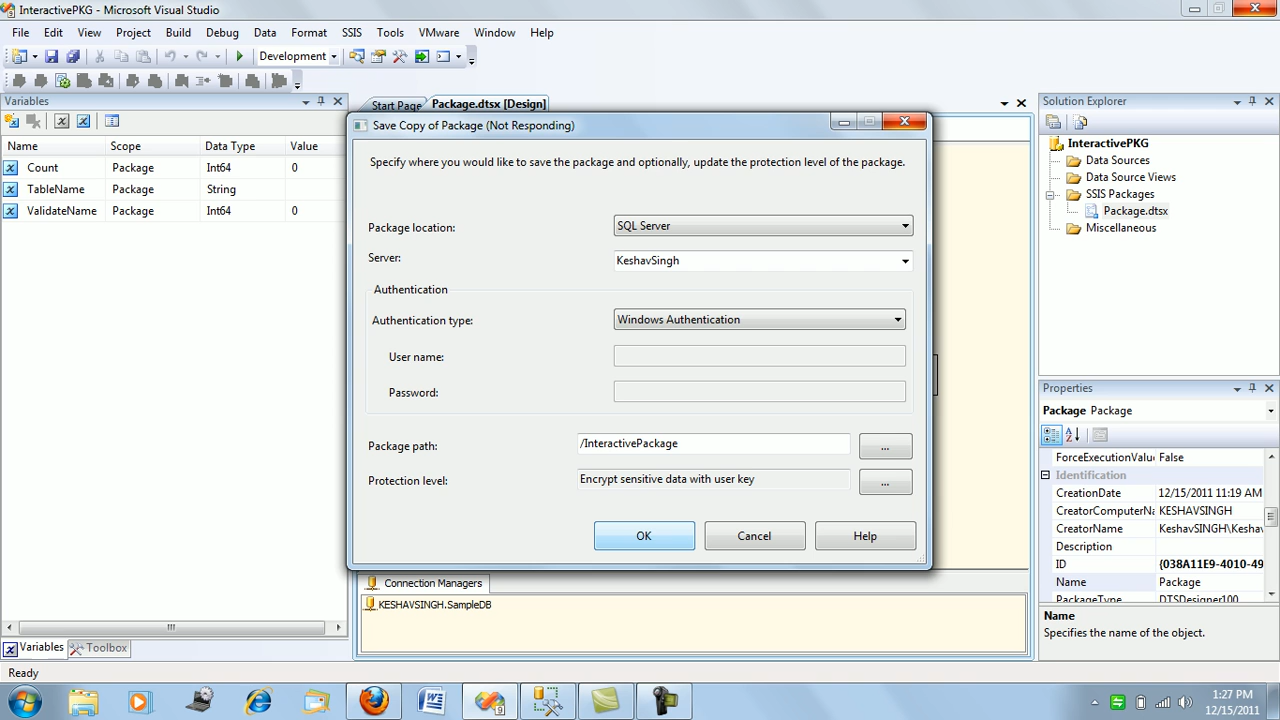 InteractivePKG - Microsoft Visual Studio
File Edit View Project Build Debug Data Format SSIS Tools VMware Window Help
Development
Variables
Name Scope Data Type Value
Count Package Int64 0
TableName Package String
ValidateName Package Int64 0
Variables Toolbox
Start Page Package.dtsx [Design]
Save Copy of Package (Not Responding)
Specify where you would like to save the package and optionally, update the protection level of the package.
Package location: SQL Server
Server: KeshavSingh
Authentication
Authentication type: Windows Authentication
User name:
Password:
Package path: /InteractivePackage ...
Protection level: Encrypt sensitive data with user key ...
OK Cancel Help
Connection Managers
KESHAVSINGH.SampleDB
Solution Explorer
InteractivePKG
Data Sources
Data Source Views
SSIS Packages
Package.dtsx
Miscellaneous
Properties
Package Package
ForceExecutionValu False
Identification
CreationDate 12/15/2011 11:19 AM
CreatorComputerNa KESHAVSINGH
CreatorName KeshavSINGH\Keshav
Description
ID {038A11E9-4010-49
Name Package
PackageType DTSDesigner100
Name
Specifies the name of the object.
Ready
1:27 PM
12/15/2011